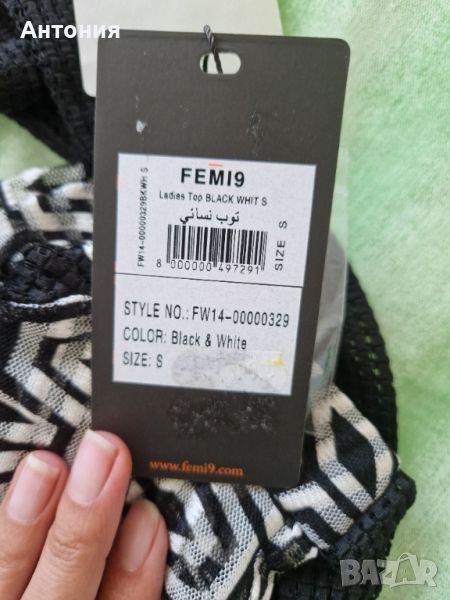 Антония
FEMI9
Ladies Top BLACK WHIT S
توب نسائي
8 000000 497291
FW14-00000329BKWH S
SIZE S
STYLE NO.: FW14-00000329
COLOR: Black & White
SIZE: S
www.femi9.com
BAZAR